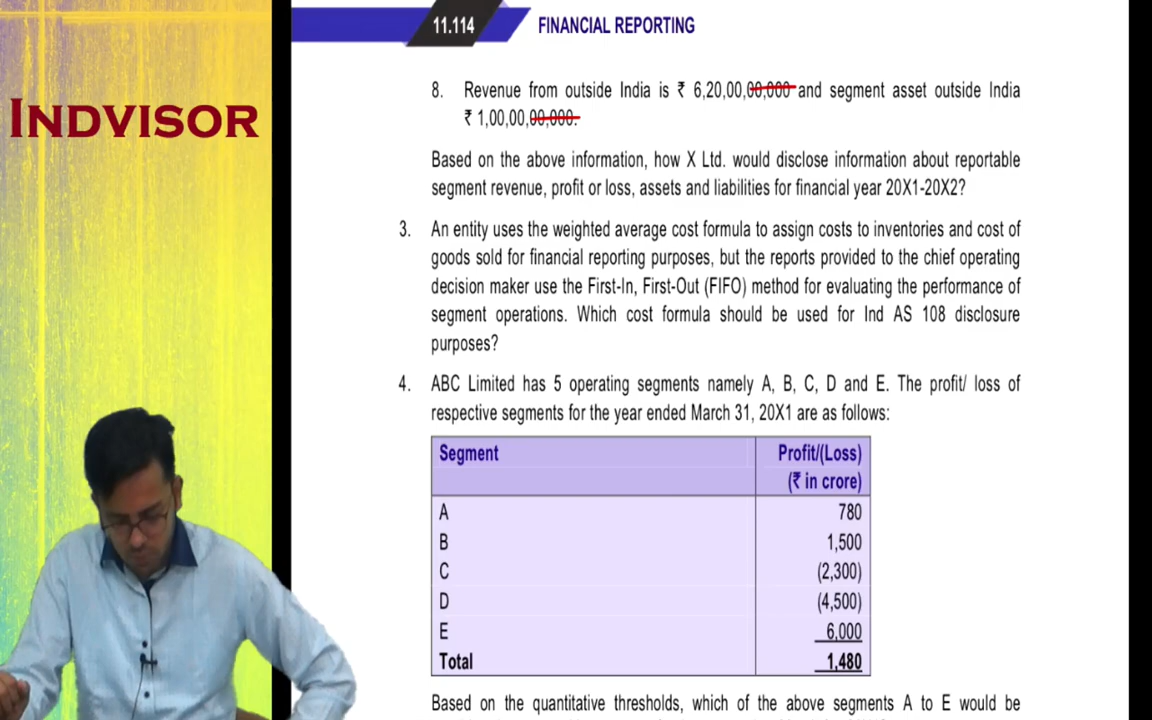 INDVISOR
11.114 FINANCIAL REPORTING
8. Revenue from outside India is ₹ 6,20,00,00,000 and segment asset outside India
₹ 1,00,00,00,000.
Based on the above information, how X Ltd. would disclose information about reportable
segment revenue, profit or loss, assets and liabilities for financial year 20X1-20X2?
3. An entity uses the weighted average cost formula to assign costs to inventories and cost of
goods sold for financial reporting purposes, but the reports provided to the chief operating
decision maker use the First-In, First-Out (FIFO) method for evaluating the performance of
segment operations. Which cost formula should be used for Ind AS 108 disclosure
purposes?
4. ABC Limited has 5 operating segments namely A, B, C, D and E. The profit/ loss of
respective segments for the year ended March 31, 20X1 are as follows:
Segment Profit/(Loss)
(₹ in crore)
A 780
B 1,500
C (2,300)
D (4,500)
E 6,000
Total 1,480
Based on the quantitative thresholds, which of the above segments A to E would be